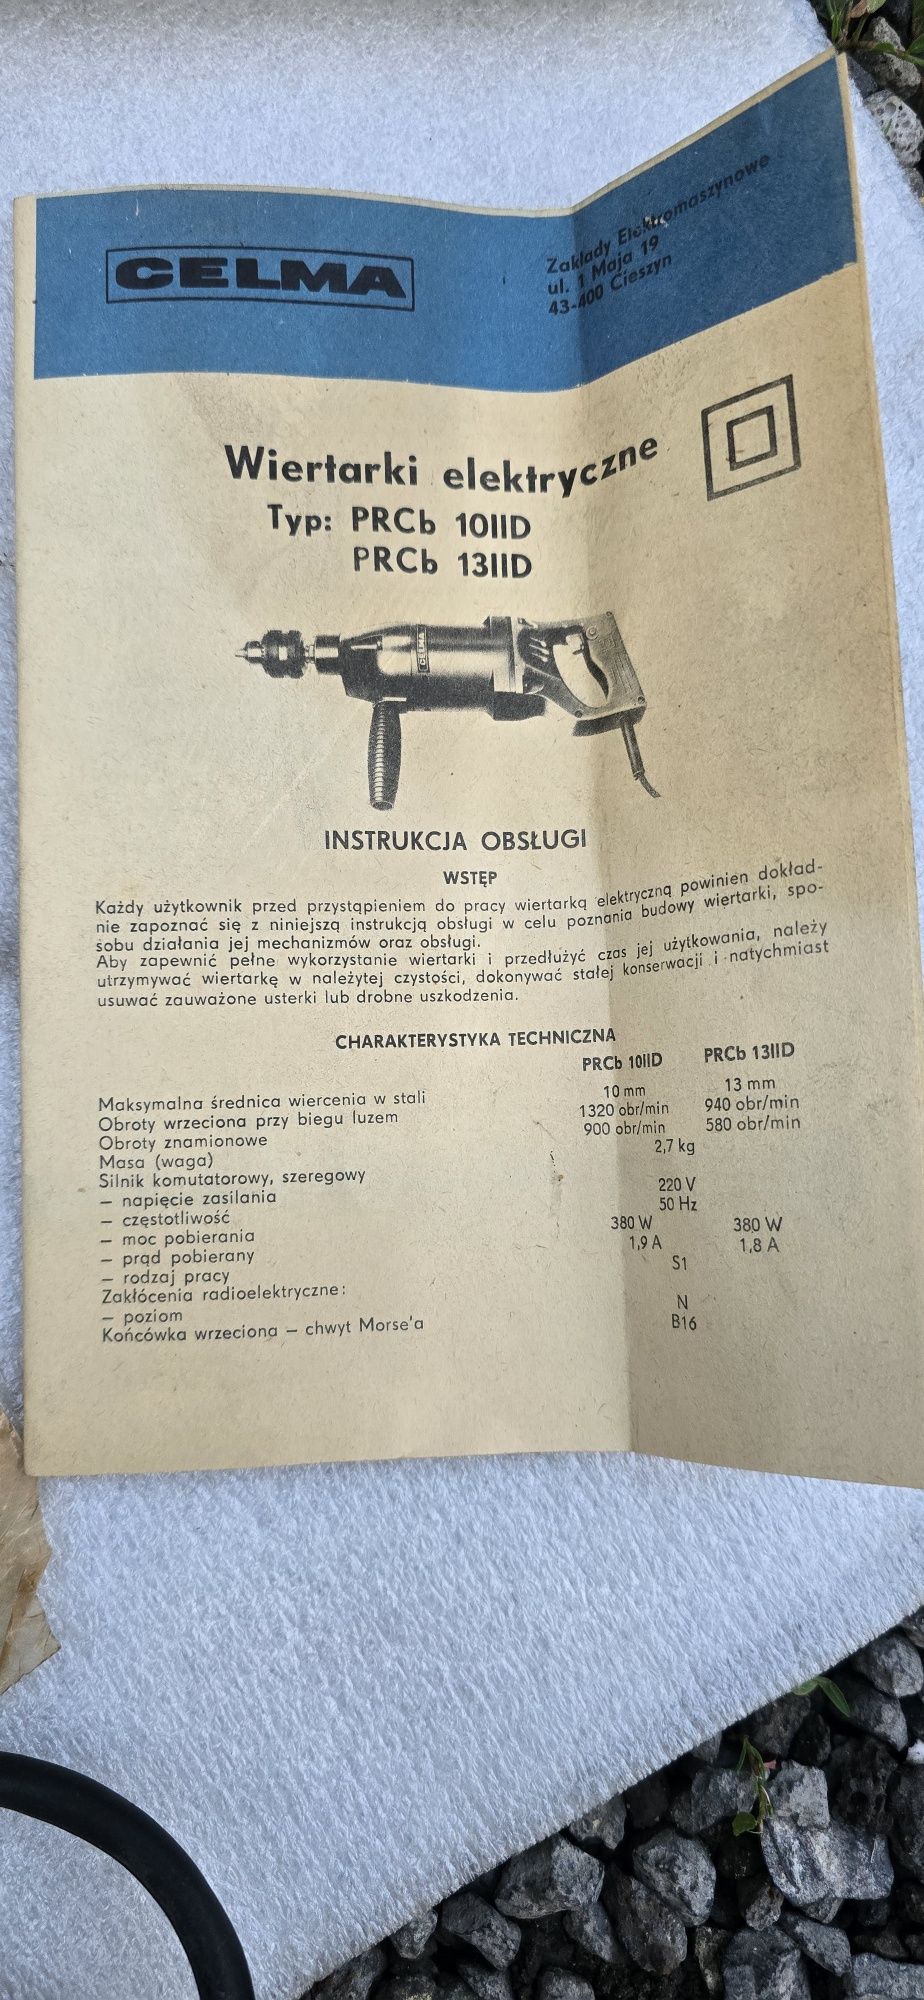 CELMA
Zakłady Elektromaszynowe
ul. 1 Maja 19
43-400 Cieszyn
Wiertarki elektryczne
Typ: PRCb 10IID
PRCb 13IID
CELMA
INSTRUKCJA OBSŁUGI
WSTĘP
Każdy użytkownik przed przystąpieniem do pracy wiertarką elektryczną powinien dokład-
nie zapoznać się z niniejszą instrukcją obsługi w celu poznania budowy wiertarki, spo-
sobu działania jej mechanizmów oraz obsługi.
Aby zapewnić pełne wykorzystanie wiertarki i przedłużyć czas jej użytkowania, należy
utrzymywać wiertarkę w należytej czystości, dokonywać stałej konserwacji i natychmiast
usuwać zauważone usterki lub drobne uszkodzenia.
CHARAKTERYSTYKA TECHNICZNA
PRCb 10IID PRCb 13IID
Maksymalna średnica wiercenia w stali 10 mm 13 mm
Obroty wrzeciona przy biegu luzem 1320 obr/min 940 obr/min
Obroty znamionowe 900 obr/min 580 obr/min
Masa (waga) 2,7 kg
Silnik komutatorowy, szeregowy
— napięcie zasilania 220 V
— częstotliwość 50 Hz
— moc pobierania 380 W 380 W
— prąd pobierany 1,9 A 1,8 A
— rodzaj pracy S1
Zakłócenia radioelektryczne:
— poziom N
Końcówka wrzeciona — chwyt Morse'a B16